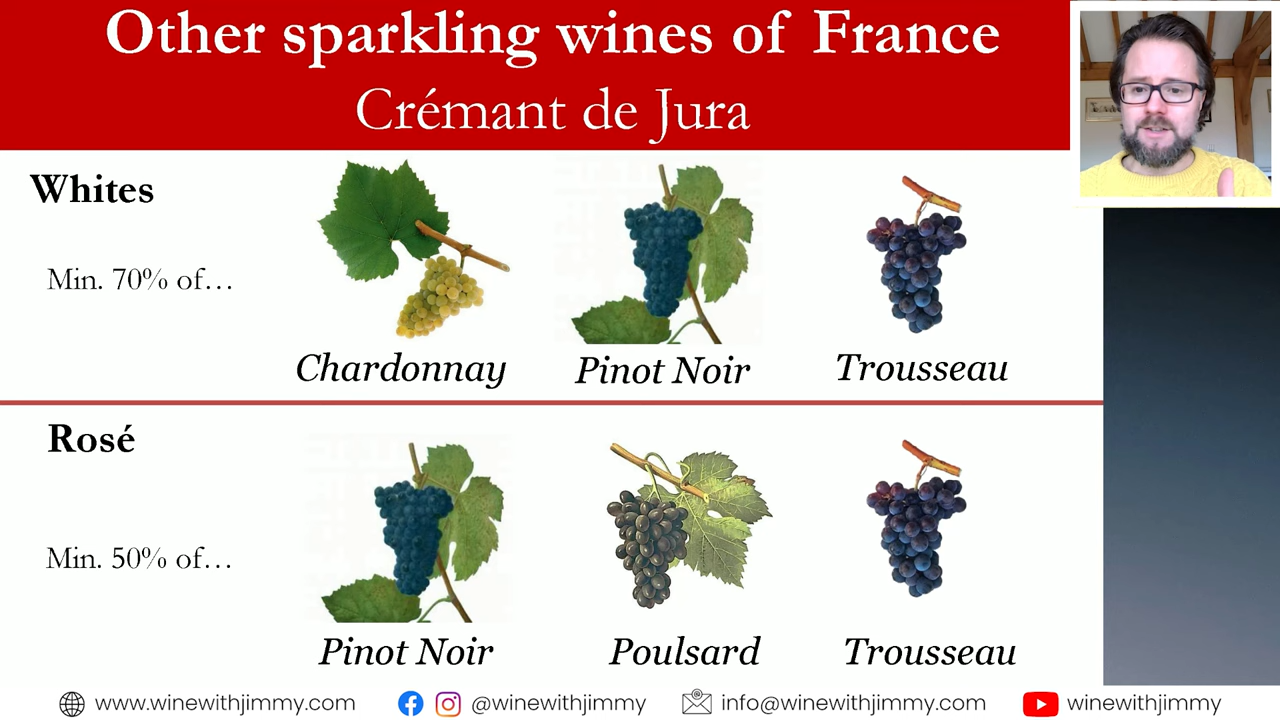 Other sparkling wines of France
Crémant de Jura
Whites
Min. 70% of…
Chardonnay
Pinot Noir
Trousseau
Rosé
Min. 50% of…
Pinot Noir
Poulsard
Trousseau
www.winewithjimmy.com
@winewithjimmy
info@winewithjimmy.com
winewithjimmy